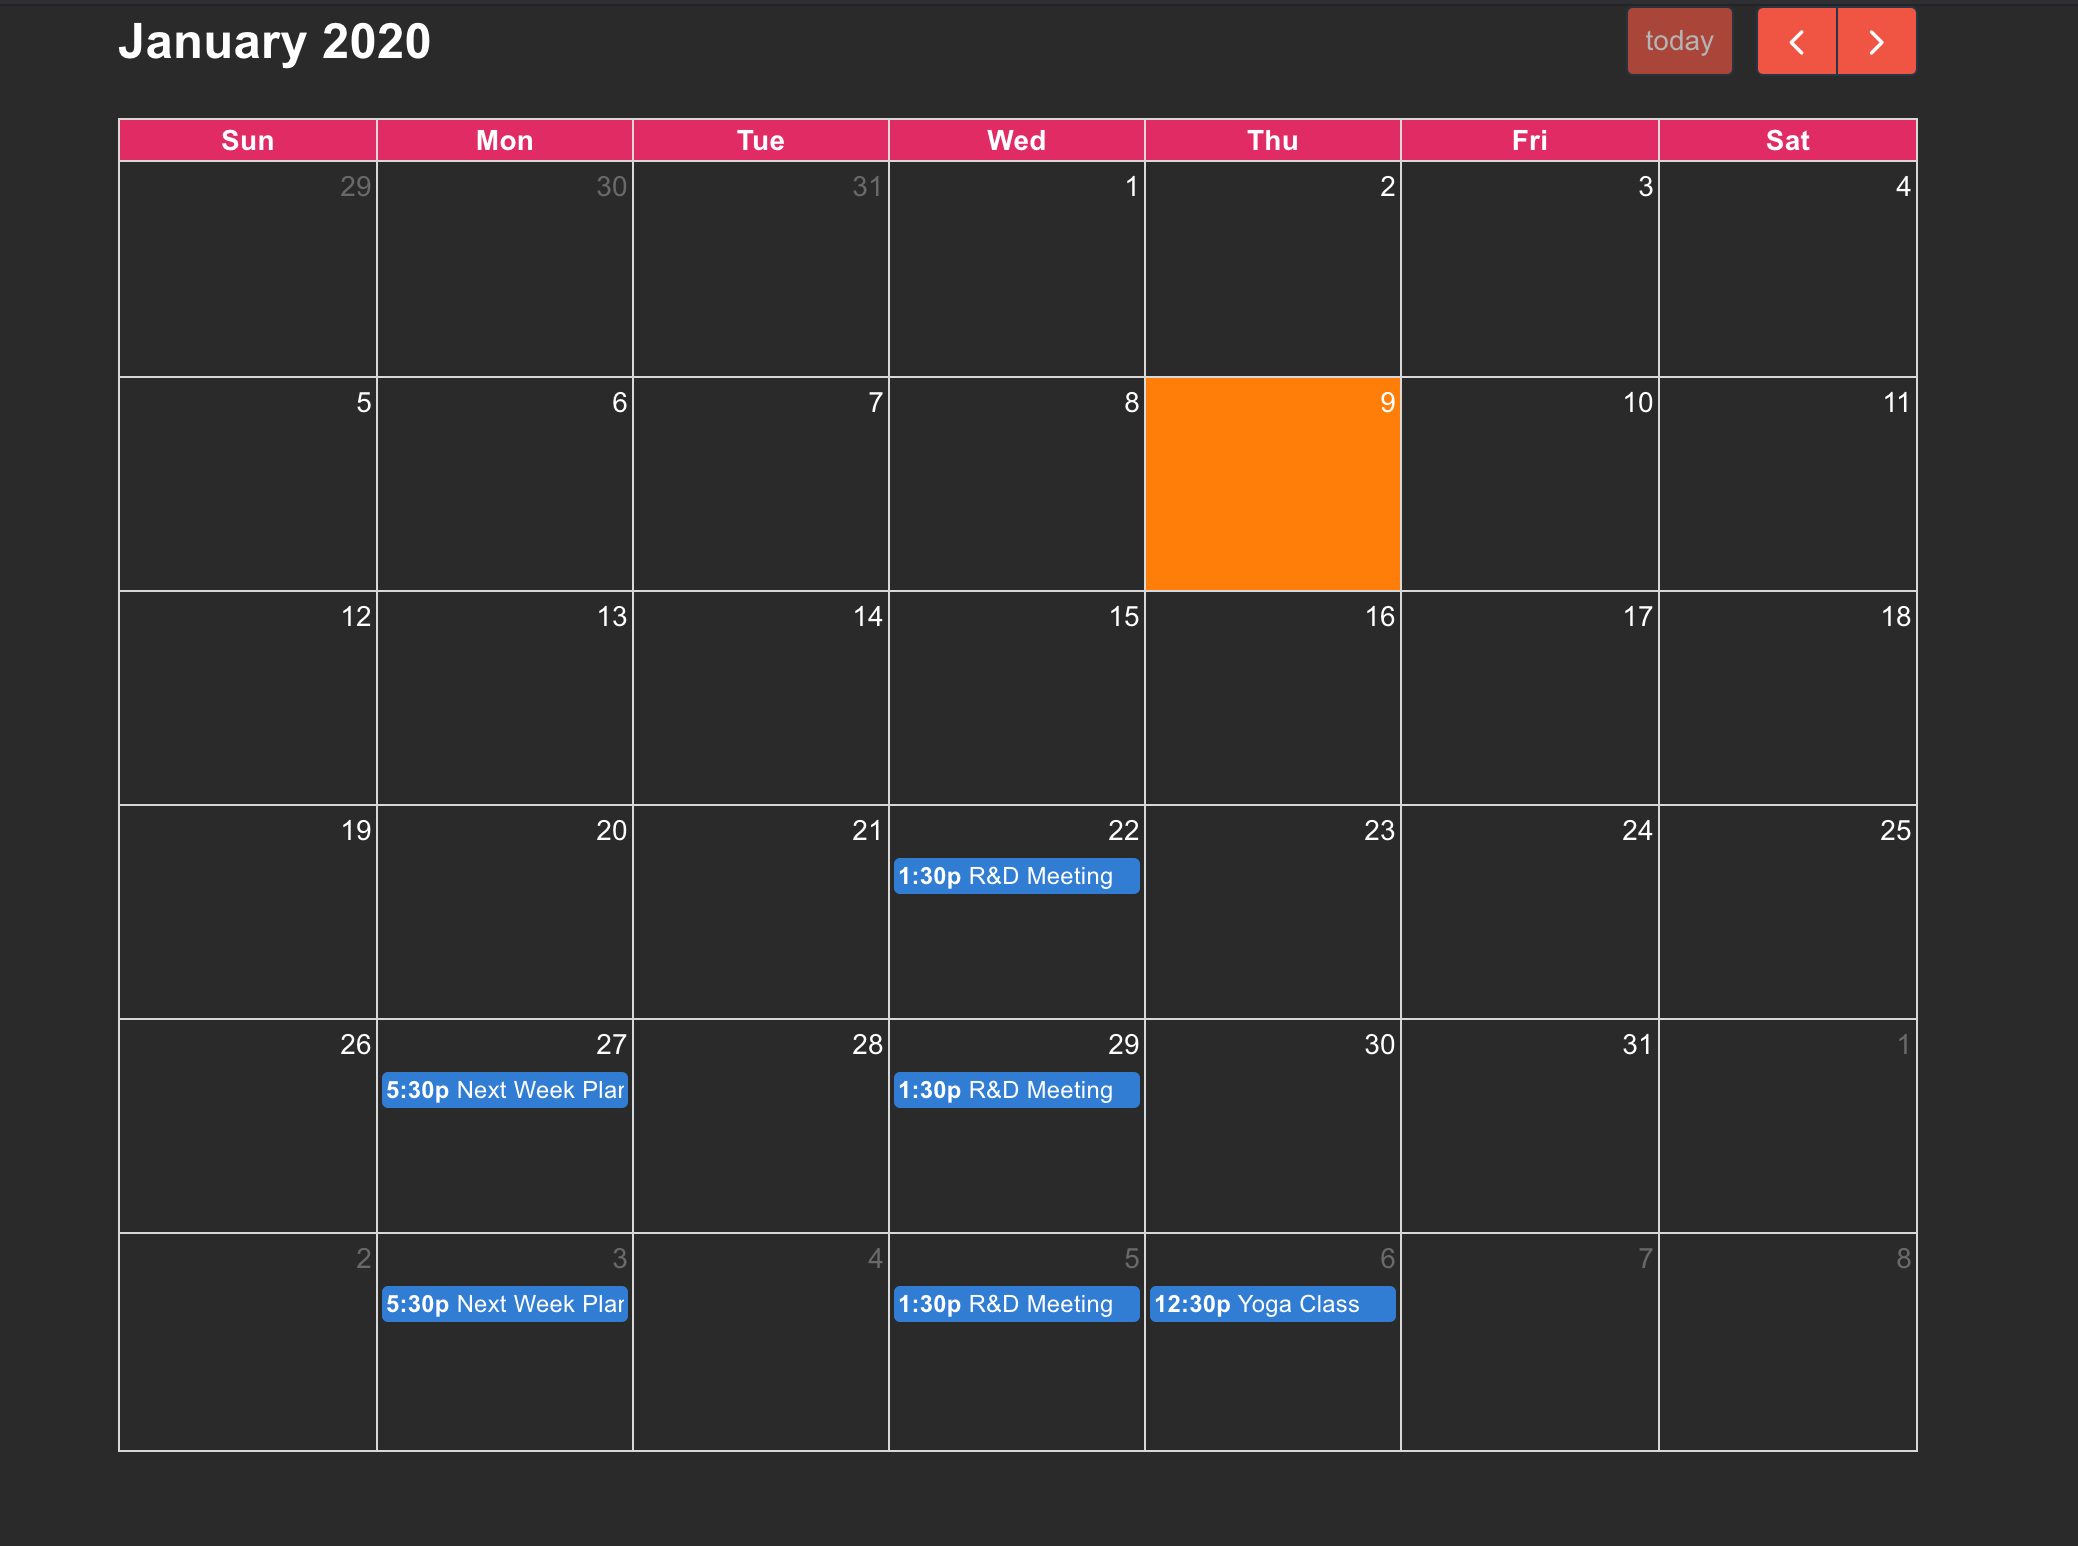 January 2020
today
Sun Mon Tue Wed Thu Fri Sat
29 30 31 1 2 3 4
5 6 7 8 9 10 11
12 13 14 15 16 17 18
19 20 21 22 23 24 25
1:30p R&D Meeting
26 27 28 29 30 31 1
5:30p Next Week Plan 1:30p R&D Meeting
2 3 4 5 6 7 8
5:30p Next Week Plan 1:30p R&D Meeting 12:30p Yoga Class